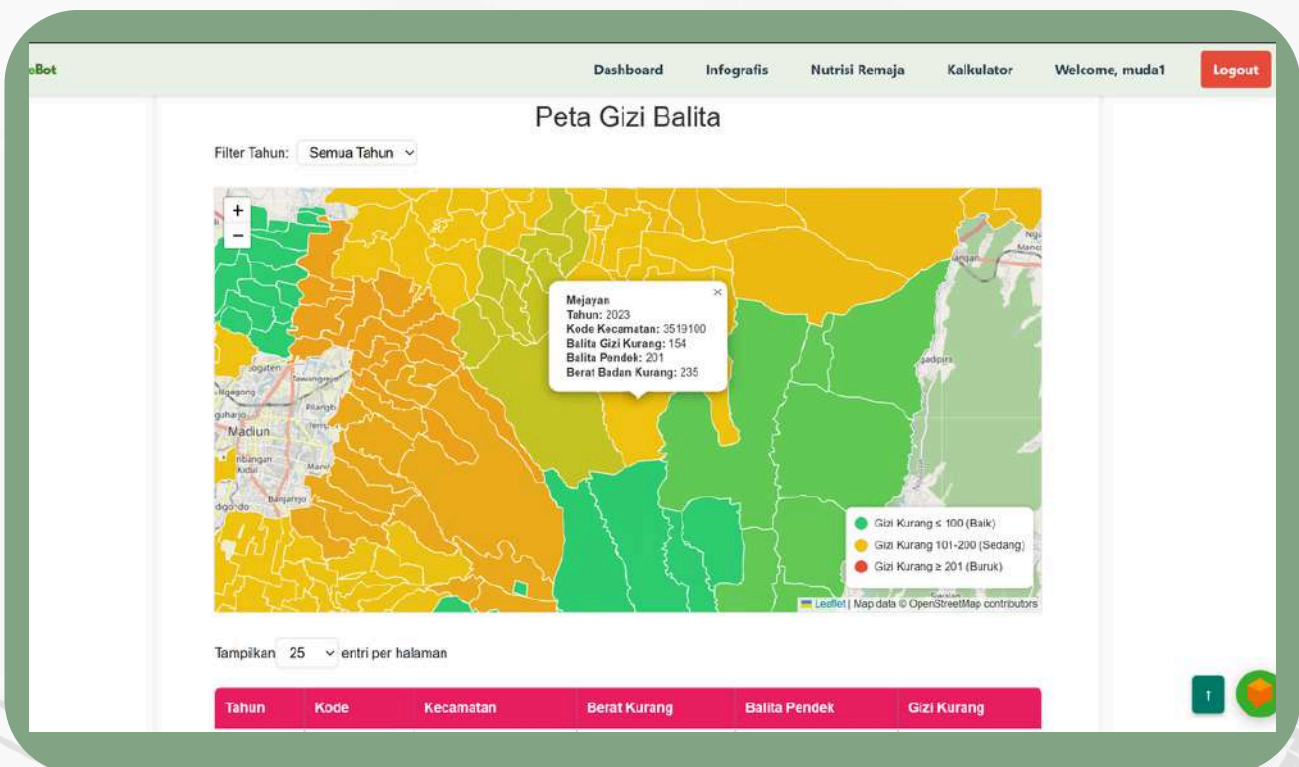 eBot
Dashboard
Infografis
Nutrisi Remaja
Kalkulator
Welcome, muda1
Logout
Peta Gizi Balita
Filter Tahun:
Semua Tahun
+
−
Mejayan
Tahun: 2023
Kode Kecamatan: 3519100
Balita Gizi Kurang: 154
Balita Pendek: 201
Berat Badan Kurang: 235
×
Madiun
Banjarejo
Gizi Kurang ≤ 100 (Baik)
Gizi Kurang 101-200 (Sedang)
Gizi Kurang ≥ 201 (Buruk)
Leaflet | Map data © OpenStreetMap contributors
Tampilkan 25 entri per halaman
Tahun
Kode
Kecamatan
Berat Kurang
Balita Pendek
Gizi Kurang
↑